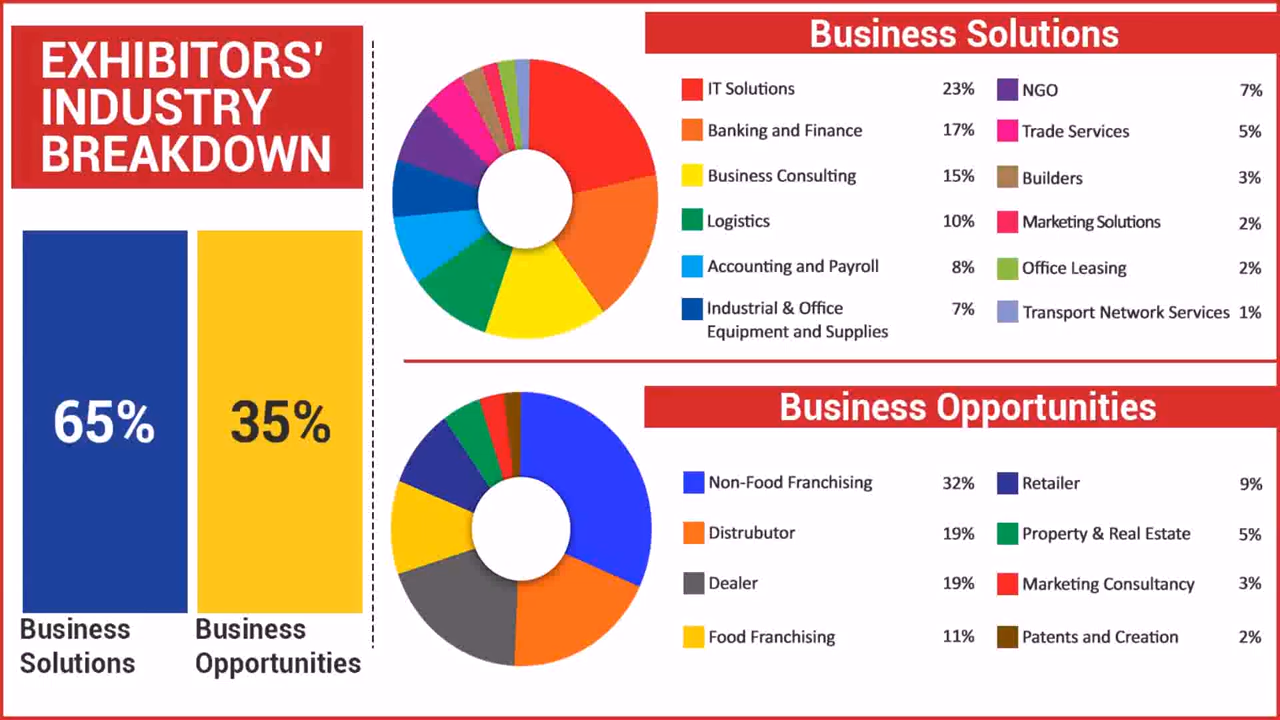 EXHIBITORS'
INDUSTRY
BREAKDOWN
65%
35%
Business
Solutions
Business
Opportunities
Business Solutions
IT Solutions 23%
Banking and Finance 17%
Business Consulting 15%
Logistics 10%
Accounting and Payroll 8%
Industrial & Office 7%
Equipment and Supplies
NGO 7%
Trade Services 5%
Builders 3%
Marketing Solutions 2%
Office Leasing 2%
Transport Network Services 1%
Business Opportunities
Non-Food Franchising 32%
Distrubutor 19%
Dealer 19%
Food Franchising 11%
Retailer 9%
Property & Real Estate 5%
Marketing Consultancy 3%
Patents and Creation 2%